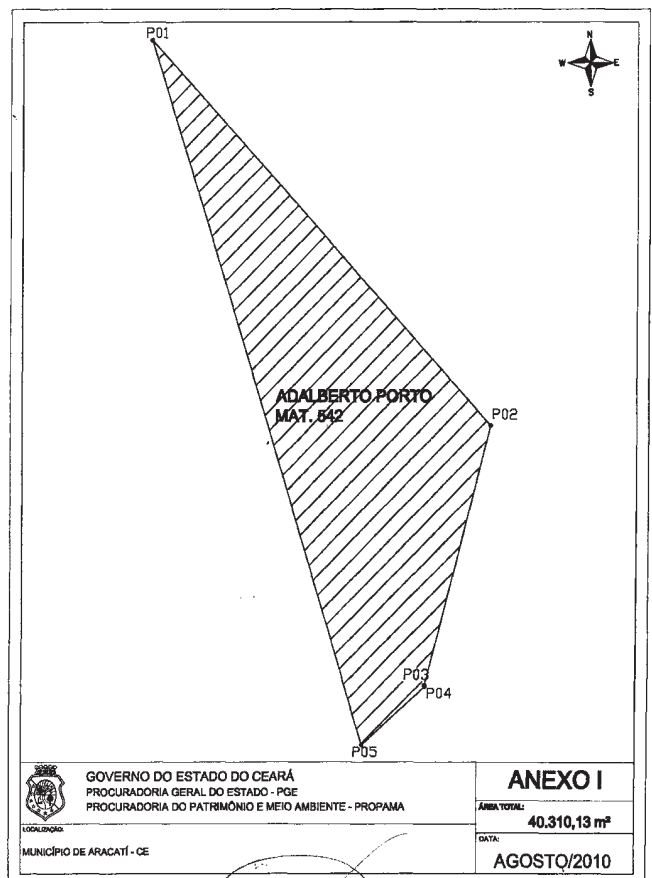 P01
N
W E
S
ADALBERTO PORTO
MAT. 542
P02
P03
P04
P05
GOVERNO DO ESTADO DO CEARÁ
PROCURADORIA GERAL DO ESTADO - PGE
PROCURADORIA DO PATRIMÔNIO E MEIO AMBIENTE - PROPAMA
LOCALIZAÇÃO:
MUNICÍPIO DE ARACATÍ - CE
ANEXO I
ÁREA TOTAL:
40.310,13 m²
DATA:
AGOSTO/2010